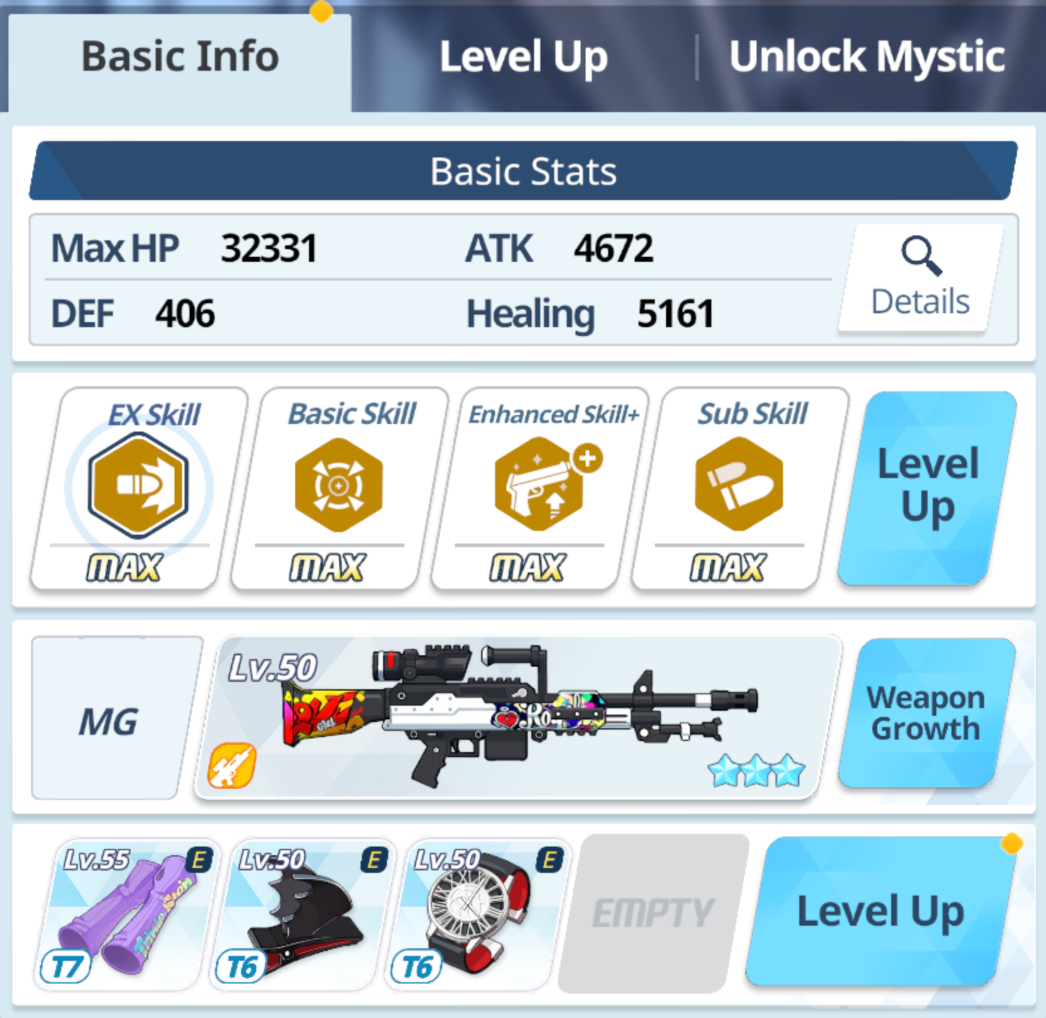 Basic Info
Level Up
Unlock Mystic
Basic Stats
Max HP 32331 ATK 4672
DEF 406 Healing 5161
Details
EX Skill
Basic Skill
Enhanced Skill+
Sub Skill
MAX
MAX
MAX
MAX
Level
Up
MG
Lv.50
Weapon
Growth
Lv.55 E
T7
Lv.50 E
T6
Lv.50 E
T6
EMPTY
Level Up